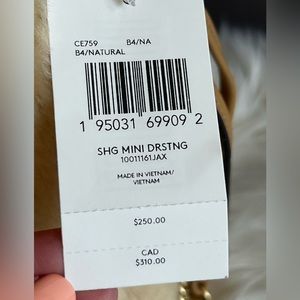 CE759 B4/NA
B4/NATURAL
1 95031 69909 2
SHG MINI DRSTNG
10011161JAX
MADE IN VIETNAM/
VIETNAM
$250.00
CAD
$310.00